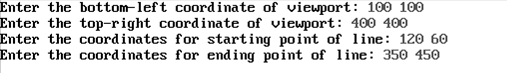 Enter the bottom-left coordinate of viewport: 100 100
Enter the top-right coordinate of viewport: 400 400
Enter the coordinates for starting point of line: 120 60
Enter the coordinates for ending point of line: 350 450